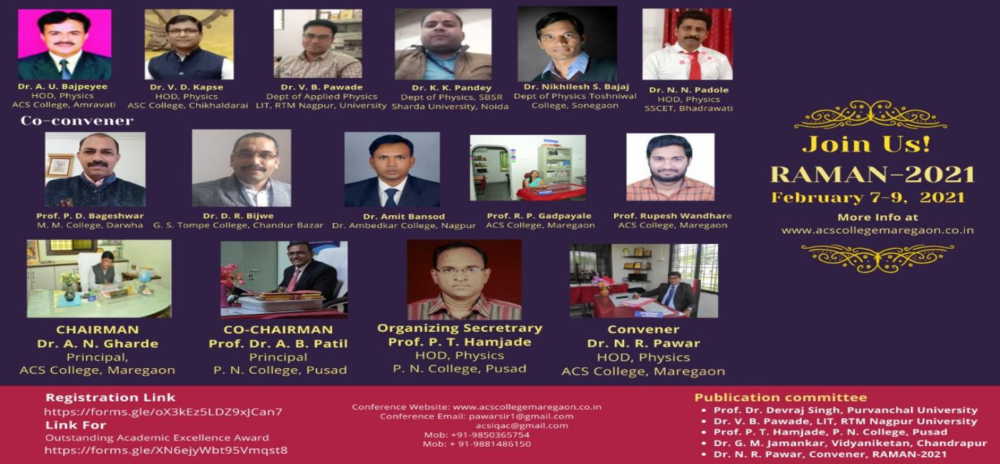 Dr. A. U. Bajpeyee
HOD, Physics
ACS College, Amravati
Dr. V. D. Kapse
HOD, Physics
ASC College, Chikhaldarai
Dr. V. B. Pawade
Dept of Applied Physics
LIT, RTM Nagpur, University
Dr. K. K. Pandey
Dept of Physics, SBSR
Sharda University, Noida
Dr. Nikhilesh S. Bajaj
Dept of Physics Toshniwal
College, Sonegaon
Dr. N. N. Padole
HOD, Physics
SSCET, Bhadrawati
Co-convener
Prof. P. D. Bageshwar
M. M. College, Darwha
Dr. D. R. Bijwe
G. S. Tompe College, Chandur Bazar
Dr. Amit Bansod
Dr. Ambedkar College, Nagpur
Prof. R. P. Gadpayale
ACS College, Maregaon
Prof. Rupesh Wandhare
ACS College, Maregaon
CHAIRMAN
Dr. A. N. Gharde
Principal,
ACS College, Maregaon
CO-CHAIRMAN
Prof. Dr. A. B. Patil
Principal
P. N. College, Pusad
Organizing Secretrary
Prof. P. T. Hamjade
HOD, Physics
P. N. College, Pusad
Convener
Dr. N. R. Pawar
HOD, Physics
ACS College, Maregaon
Join Us!
RAMAN-2021
February 7-9, 2021
More Info at
www.acscollegemaregaon.co.in
Registration Link
https://forms.gle/oX3kEz5LDZ9xJCan7
Link For
Outstanding Academic Excellence Award
https://forms.gle/XN6ejyWbt95Vmqst8
Conference Website: www.acscollegemaregaon.co.in
Conference Email: pawarsir1@gmail.com
acsiqac@gmail.com
Mob: +91-9850365754
Mob: + 91-9881486150
Publication committee
• Prof. Dr. Devraj Singh, Purvanchal University
• Dr. V. B. Pawade, LIT, RTM Nagpur University
• Prof. P. T. Hamjade, P. N. College, Pusad
• Dr. G. M. Jamankar, Vidyaniketan, Chandrapur
• Dr. N. R. Pawar, Convener, RAMAN-2021